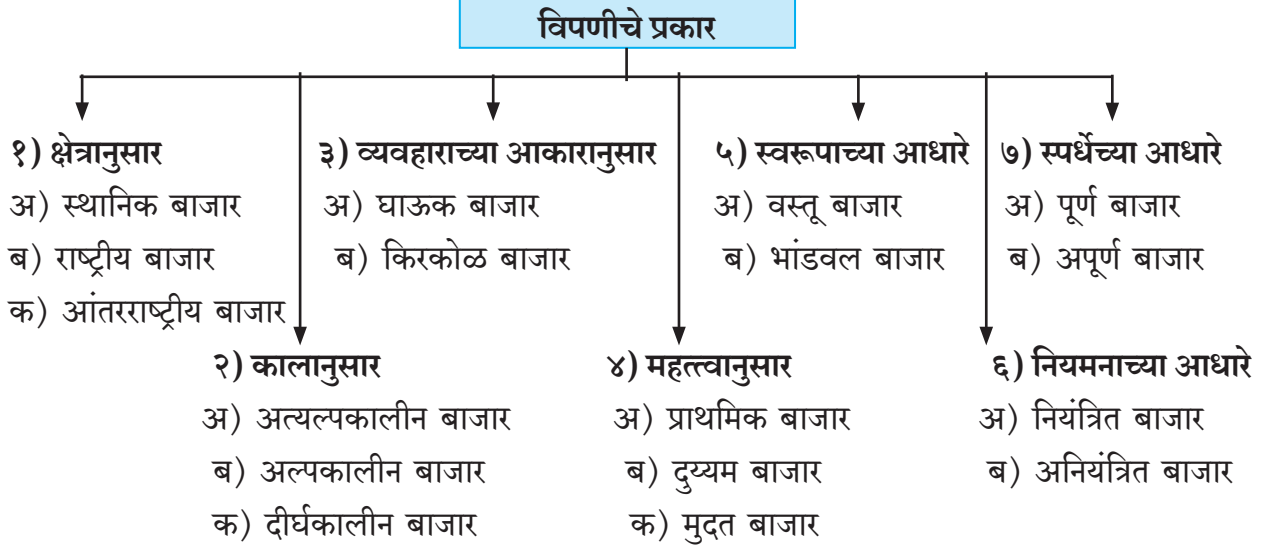 विपणीचे प्रकार
१) क्षेत्रानुसार
अ) स्थानिक बाजार
ब) राष्ट्रीय बाजार
क) आंतरराष्ट्रीय बाजार
२) कालानुसार
अ) अत्यल्पकालीन बाजार
ब) अल्पकालीन बाजार
क) दीर्घकालीन बाजार
३) व्यवहाराच्या आकारानुसार
अ) घाऊक बाजार
ब) किरकोळ बाजार
४) महत्त्वानुसार
अ) प्राथमिक बाजार
ब) दुय्यम बाजार
क) मुदत बाजार
५) स्वरूपाच्या आधारे
अ) वस्तू बाजार
ब) भांडवल बाजार
६) नियमनाच्या आधारे
अ) नियंत्रित बाजार
ब) अनियंत्रित बाजार
७) स्पर्धेच्या आधारे
अ) पूर्ण बाजार
ब) अपूर्ण बाजार